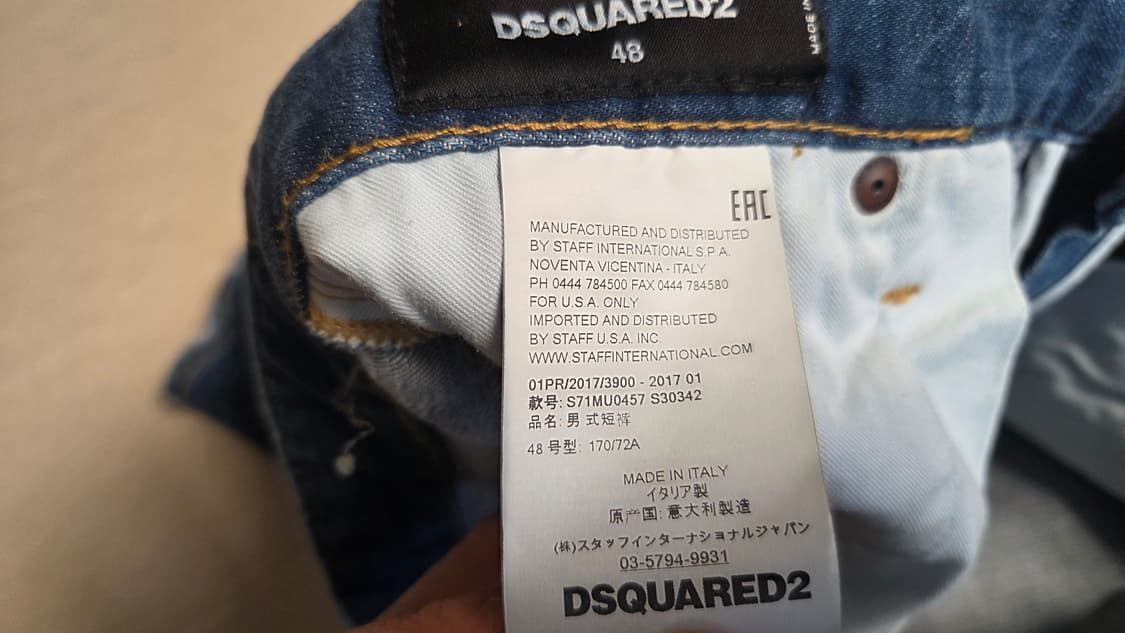 DSQUARED2
48
MADE IN
EAC
MANUFACTURED AND DISTRIBUTED
BY STAFF INTERNATIONAL S.P.A.
NOVENTA VICENTINA - ITALY
PH 0444 784500 FAX 0444 784580
FOR U.S.A. ONLY
IMPORTED AND DISTRIBUTED
BY STAFF U.S.A. INC.
WWW.STAFFINTERNATIONAL.COM
01PR/2017/3900 - 2017 01
款号: S71MU0457 S30342
品名: 男式短裤
48 号型: 170/72A
MADE IN ITALY
イタリア製
原产国: 意大利製造
(株)スタッフインターナショナルジャパン
03-5794-9931
DSQUARED2